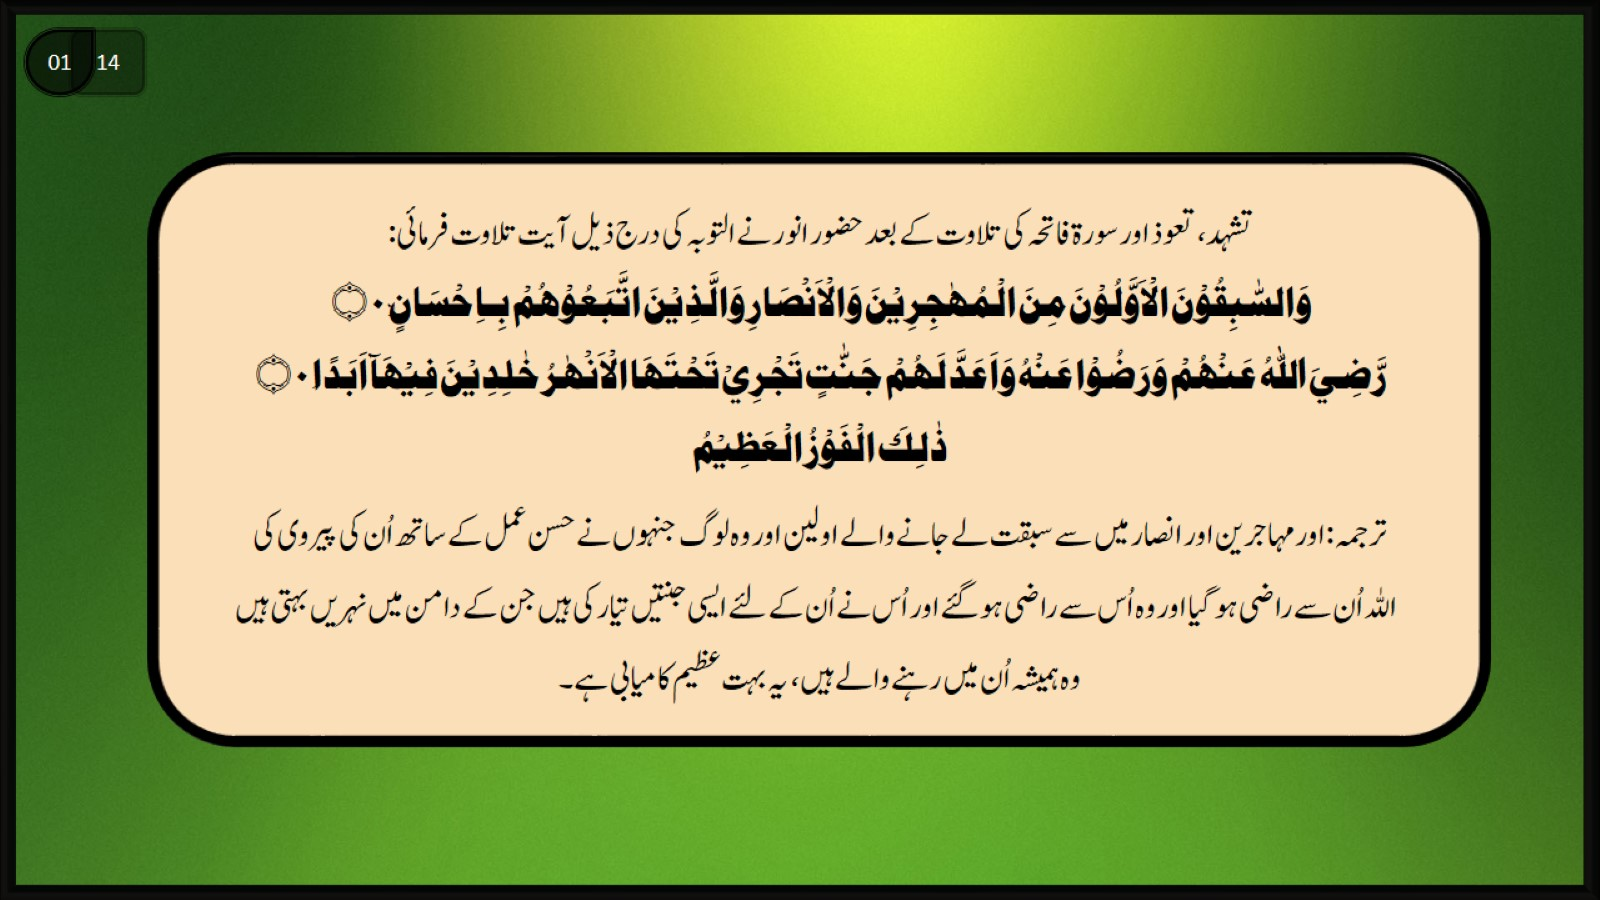 01 14
تشہد، تعوذ اور سورۃ فاتحہ کی تلاوت کے بعد حضور انور نے التوبہ کی درج ذیل آیت تلاوت فرمائی:
وَالسّٰبِقُوْنَ الْاَوَّلُوْنَ مِنَ الْمُهٰجِرِيْنَ وَالْاَنْصَارِ وَالَّذِيْنَ اتَّبَعُوْهُمْ بِاِحْسَانٍ۰ۙ
رَّضِيَ اللّٰهُ عَنْهُمْ وَرَضُوْا عَنْهُ وَاَعَدَّ لَهُمْ جَنّٰتٍ تَجْرِيْ تَحْتَهَا الْاَنْهٰرُ خٰلِدِيْنَ فِيْهَآ اَبَدًا۰ۭ
ذٰلِكَ الْفَوْزُ الْعَظِيْمُ
ترجمہ: اور مہاجرین اور انصار میں سے سبقت لے جانے والے اولین اور وہ لوگ جنہوں نے حسن عمل کے ساتھ اُن کی پیروی کی
اللہ اُن سے راضی ہو گیا اور وہ اُس سے راضی ہوگئے اور اُس نے اُن کے لئے ایسی جنتیں تیار کی ہیں جن کے دامن میں نہریں بہتی ہیں
وہ ہمیشہ اُن میں رہنے والے ہیں، یہ بہت عظیم کامیابی ہے۔